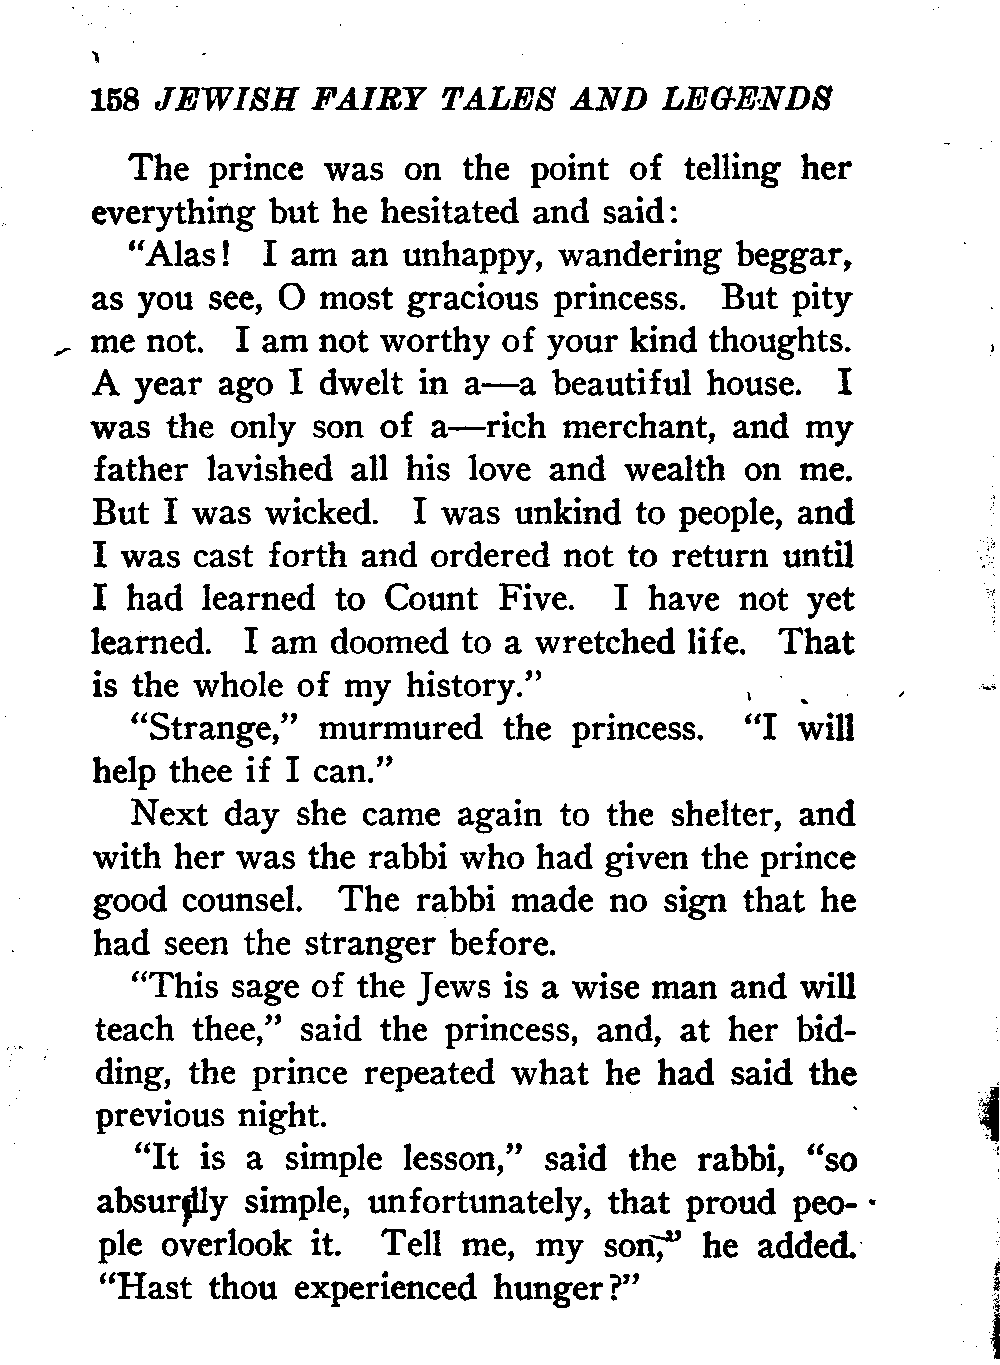 158 JEWISH FAIRY TALES AND LEGENDS
The prince was on the point of telling her
everything but he hesitated and said:
"Alas! I am an unhappy, wandering beggar,
as you see, O most gracious princess. But pity
me not. I am not worthy of your kind thoughts.
A year ago I dwelt in a—a beautiful house. I
was the only son of a—rich merchant, and my
father lavished all his love and wealth on me.
But I was wicked. I was unkind to people, and
I was cast forth and ordered not to return until
I had learned to Count Five. I have not yet
learned. I am doomed to a wretched life. That
is the whole of my history."
"Strange," murmured the princess. "I will
help thee if I can."
Next day she came again to the shelter, and
with her was the rabbi who had given the prince
good counsel. The rabbi made no sign that he
had seen the stranger before.
"This sage of the Jews is a wise man and will
teach thee," said the princess, and, at her bid-
ding, the prince repeated what he had said the
previous night.
"It is a simple lesson," said the rabbi, "so
absurdly simple, unfortunately, that proud peo-
ple overlook it. Tell me, my son," he added.
"Hast thou experienced hunger?"